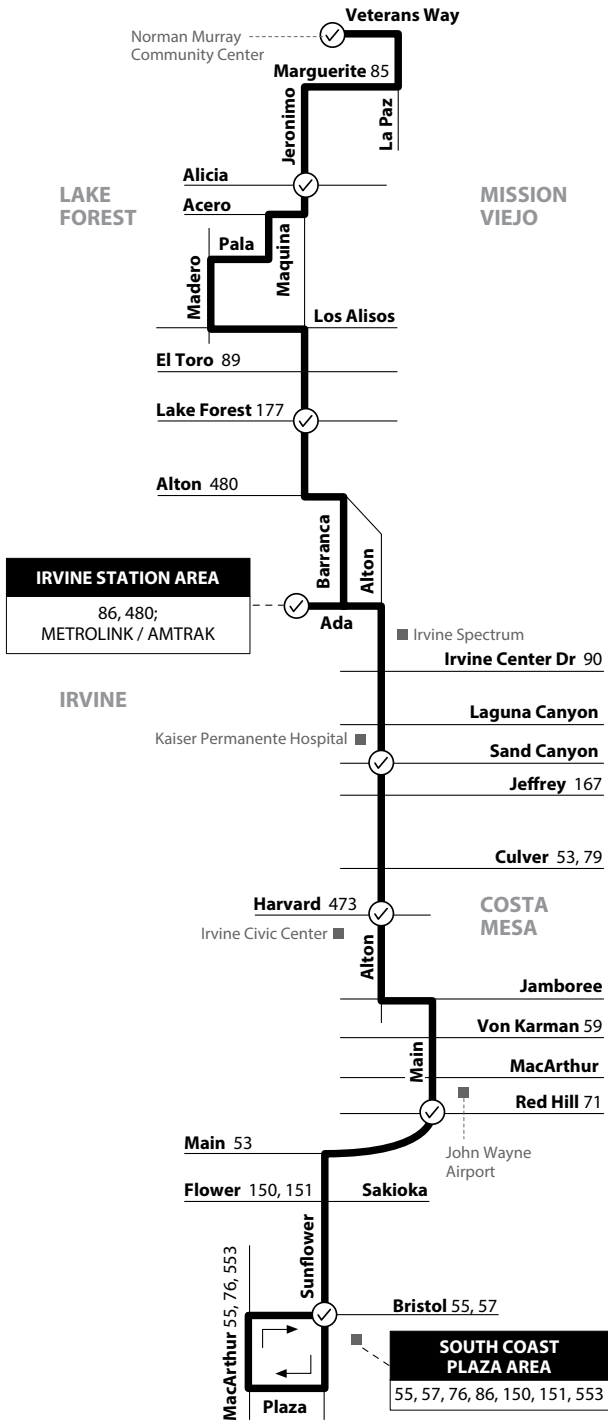 Veterans Way
Norman Murray
Community Center
Marguerite 85
Jeronimo
La Paz
Alicia
LAKE
FOREST
MISSION
VIEJO
Acero
Pala
Maquina
Madero
Los Alisos
El Toro 89
Lake Forest 177
Alton 480
Barranca
Alton
IRVINE STATION AREA
86, 480;
METROLINK / AMTRAK
Ada
Irvine Spectrum
Irvine Center Dr 90
IRVINE
Laguna Canyon
Kaiser Permanente Hospital
Sand Canyon
Jeffrey 167
Culver 53, 79
Harvard 473
COSTA
MESA
Irvine Civic Center
Alton
Jamboree
Von Karman 59
Main
MacArthur
Red Hill 71
Main 53
John Wayne
Airport
Flower 150, 151
Sakioka
Sunflower
MacArthur 55, 76, 553
Bristol 55, 57
SOUTH COAST
PLAZA AREA
55, 57, 76, 86, 150, 151, 553
Plaza